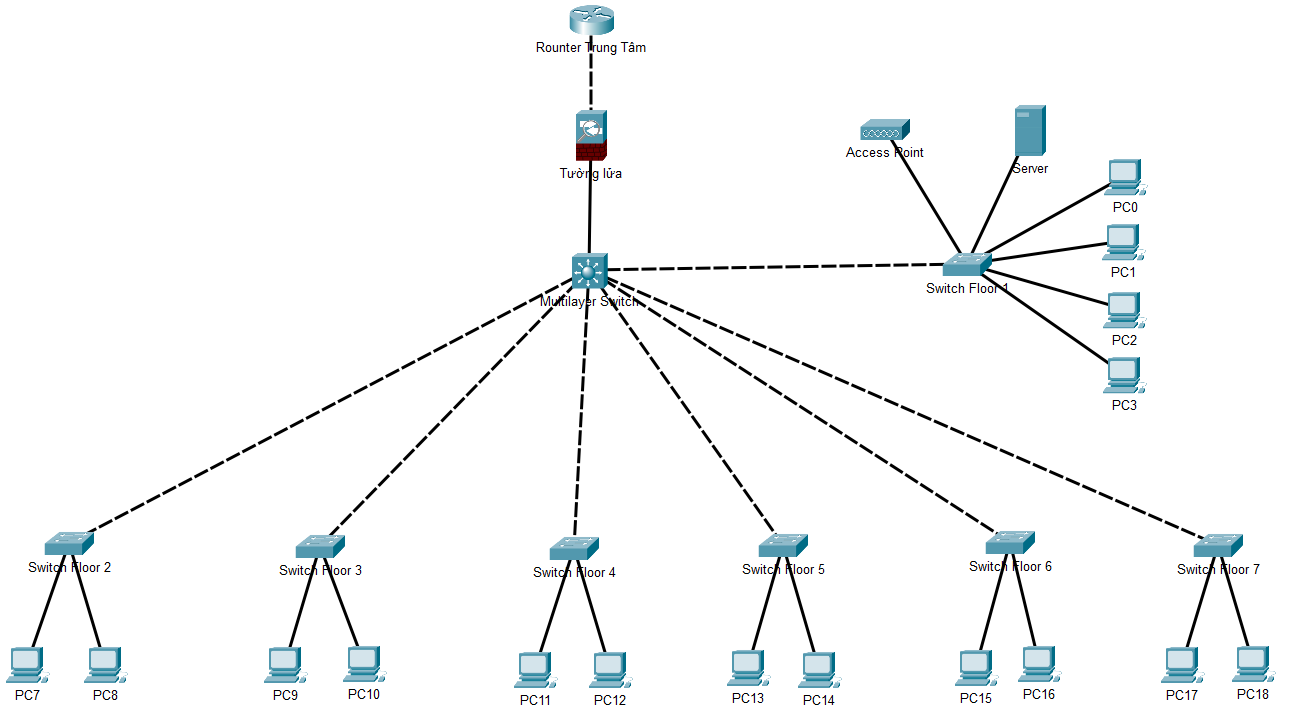 Rounter Trung Tâm
Tường lửa
Access Point
Server
PC0
PC1
Switch Floor 1
Multilayer Switch
PC2
PC3
Switch Floor 2
Switch Floor 3
Switch Floor 4
Switch Floor 5
Switch Floor 6
Switch Floor 7
PC7
PC8
PC9
PC10
PC11
PC12
PC13
PC14
PC15
PC16
PC17
PC18